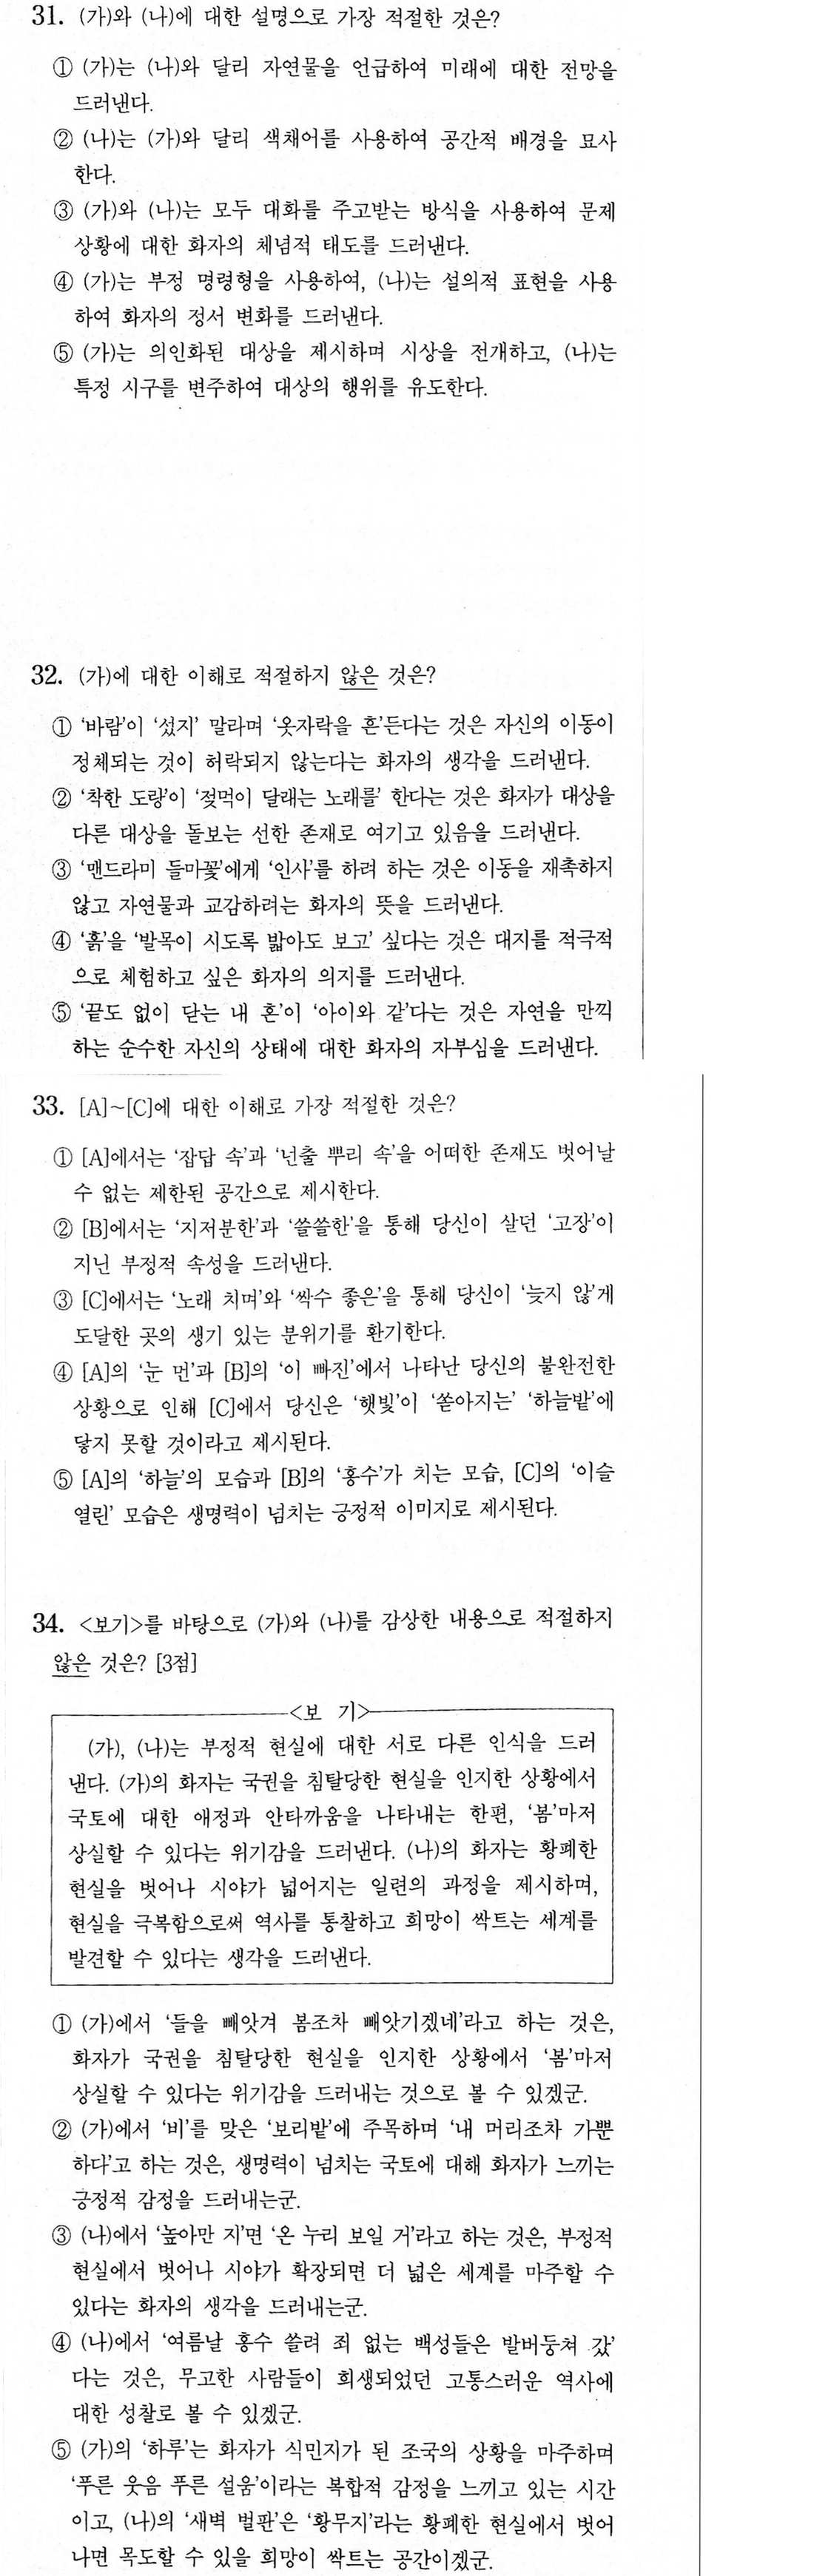 31. (가)와 (나)에 대한 설명으로 가장 적절한 것은?
① (가)는 (나)와 달리 자연물을 언급하여 미래에 대한 전망을
드러낸다.
② (나)는 (가)와 달리 색채어를 사용하여 공간적 배경을 묘사
한다.
③ (가)와 (나)는 모두 대화를 주고받는 방식을 사용하여 문제
상황에 대한 화자의 체념적 태도를 드러낸다.
④ (가)는 부정 명령형을 사용하여, (나)는 설의적 표현을 사용
하여 화자의 정서 변화를 드러낸다.
⑤ (가)는 의인화된 대상을 제시하며 시상을 전개하고, (나)는
특정 시구를 변주하여 대상의 행위를 유도한다.
32. (가)에 대한 이해로 적절하지 않은 것은?
① ‘바람’이 ‘섰지’ 말라며 ‘옷자락을 흔’든다는 것은 자신의 이동이
정체되는 것이 허락되지 않는다는 화자의 생각을 드러낸다.
② ‘착한 도랑’이 ‘젖먹이 달래는 노래를’ 한다는 것은 화자가 대상을
다른 대상을 돌보는 선한 존재로 여기고 있음을 드러낸다.
③ ‘맨드라미 들마꽃’에게 ‘인사’를 하려 하는 것은 이동을 재촉하지
않고 자연물과 교감하려는 화자의 뜻을 드러낸다.
④ ‘흙’을 ‘발목이 시도록 밟아도 보고’ 싶다는 것은 대지를 적극적
으로 체험하고 싶은 화자의 의지를 드러낸다.
⑤ ‘끝도 없이 닫는 내 혼’이 ‘아이와 같’다는 것은 자연을 만끽
하는 순수한 자신의 상태에 대한 화자의 자부심을 드러낸다.
33. [A]~[C]에 대한 이해로 가장 적절한 것은?
① [A]에서는 ‘잡답 속’과 ‘넌출 뿌리 속’을 어떠한 존재도 벗어날
수 없는 제한된 공간으로 제시한다.
② [B]에서는 ‘지저분한’과 ‘쓸쓸한’을 통해 당신이 살던 ‘고장’이
지닌 부정적 속성을 드러낸다.
③ [C]에서는 ‘노래 치며’와 ‘싹수 좋은’을 통해 당신이 ‘늦지 않’게
도달한 곳의 생기 있는 분위기를 환기한다.
④ [A]의 ‘눈 먼’과 [B]의 ‘이 빠진’에서 나타난 당신의 불완전한
상황으로 인해 [C]에서 당신은 ‘햇빛’이 ‘쏟아지는’ ‘하늘밭’에
닿지 못할 것이라고 제시된다.
⑤ [A]의 ‘하늘’의 모습과 [B]의 ‘홍수’가 치는 모습, [C]의 ‘이슬
열린’ 모습은 생명력이 넘치는 긍정적 이미지로 제시된다.
34. <보기>를 바탕으로 (가)와 (나)를 감상한 내용으로 적절하지
않은 것은? [3점]
<보 기>
(가), (나)는 부정적 현실에 대한 서로 다른 인식을 드러
낸다. (가)의 화자는 국권을 침탈당한 현실을 인지한 상황에서
국토에 대한 애정과 안타까움을 나타내는 한편, ‘봄’마저
상실할 수 있다는 위기감을 드러낸다. (나)의 화자는 황폐한
현실을 벗어나 시야가 넓어지는 일련의 과정을 제시하며,
현실을 극복함으로써 역사를 통찰하고 희망이 싹트는 세계를
발견할 수 있다는 생각을 드러낸다.
① (가)에서 ‘들을 빼앗겨 봄조차 빼앗기겠네’라고 하는 것은,
화자가 국권을 침탈당한 현실을 인지한 상황에서 ‘봄’마저
상실할 수 있다는 위기감을 드러내는 것으로 볼 수 있겠군.
② (가)에서 ‘비’를 맞은 ‘보리밭’에 주목하며 ‘내 머리조차 가뿐
하다’고 하는 것은, 생명력이 넘치는 국토에 대해 화자가 느끼는
긍정적 감정을 드러내는군.
③ (나)에서 ‘높아만 지’면 ‘온 누리 보일 거’라고 하는 것은, 부정적
현실에서 벗어나 시야가 확장되면 더 넓은 세계를 마주할 수
있다는 화자의 생각을 드러내는군.
④ (나)에서 ‘여름날 홍수 쓸려 죄 없는 백성들은 발버둥쳐 갔’
다는 것은, 무고한 사람들이 희생되었던 고통스러운 역사에
대한 성찰로 볼 수 있겠군.
⑤ (가)의 ‘하루’는 화자가 식민지가 된 조국의 상황을 마주하며
‘푸른 웃음 푸른 설움’이라는 복합적 감정을 느끼고 있는 시간
이고, (나)의 ‘새벽 벌판’은 ‘황무지’라는 황폐한 현실에서 벗어
나면 목도할 수 있을 희망이 싹트는 공간이겠군.